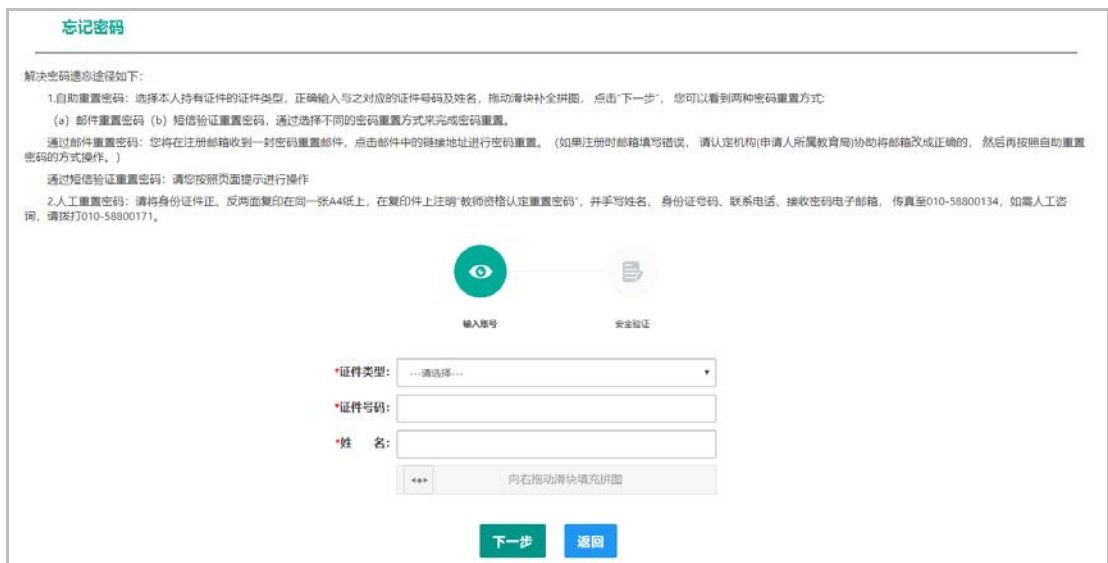 忘记密码
解决密码遗忘途径如下：
1.自助重置密码：选择本人持有证件的证件类型，正确输入与之对应的证件号码及姓名，拖动滑块补全拼图， 点击“下一步”， 您可以看到两种密码重置方式:
（a）邮件重置密码（b）短信验证重置密码，通过选择不同的密码重置方式来完成密码重置。
通过邮件重置密码：您将在注册邮箱收到一封密码重置邮件，点击邮件中的链接地址进行密码重置。（如果注册时邮箱填写错误， 请认定机构(申请人所属教育局)协助将邮箱改成正确的， 然后再按照自助重置
密码的方式操作。）
通过短信验证重置密码：请您按照页面提示进行操作
2.人工重置密码：请将身份证件正、反两面复印在同一张A4纸上，在复印件上注明“教师资格认定重置密码”，并手写姓名、 身份证号码、联系电话、接收密码电子邮箱， 传真至010-58800134，如需人工咨
询，请拨打010-58800171。
输入账号 安全验证
*证件类型： ---请选择---
*证件号码：
*姓 名：
向右拖动滑块填充拼图
下一步 返回